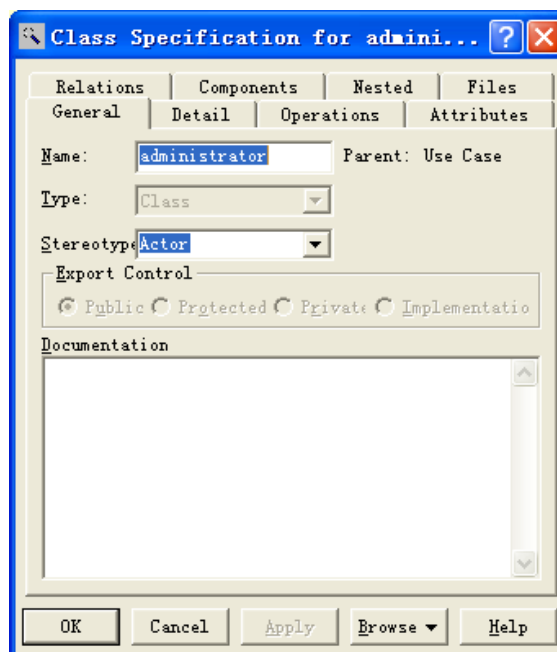 Class Specification for admini...
Relations Components Nested Files
General Detail Operations Attributes
Name: administrator Parent: Use Case
Type: Class
Stereotype Actor
Export Control
Public Protected Private Implementatio
Documentation
OK Cancel Apply Browse Help